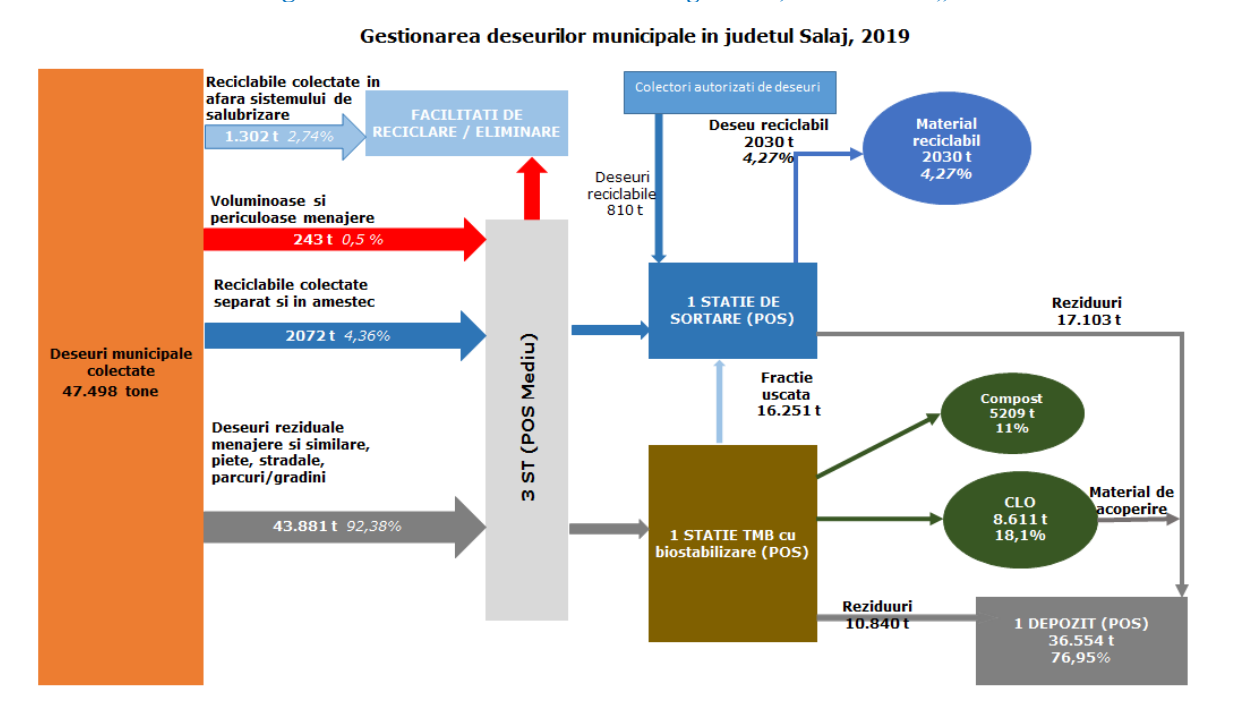 Gestionarea deseurilor municipale in judetul Salaj, 2019
Reciclabile colectate in
afara sistemului de
salubrizare
1.302 t 2,74%
FACILITATI DE
RECICLARE / ELIMINARE
Colectori autorizati de deseuri
Deseu reciclabil
2030 t
4,27%
Material
reciclabil
2030 t
4,27%
Deseuri
reciclabile
810 t
Voluminoase si
periculoase menajere
243 t 0,5 %
Reciclabile colectate
separat si in amestec
2072 t 4,36%
1 STATIE DE
SORTARE (POS)
Reziduuri
17.103 t
Deseuri municipale
colectate
47.498 tone
3 ST (POS Mediu)
Fractie
uscata
16.251 t
Compost
5209 t
11%
Deseuri reziduale
menajere si similare,
piete, stradale,
parcuri/gradini
43.881 t 92,38%
1 STATIE TMB cu
biostabilizare (POS)
CLO
8.611 t
18,1%
Material de
acoperire
Reziduuri
10.840 t
1 DEPOZIT (POS)
36.554 t
76,95%